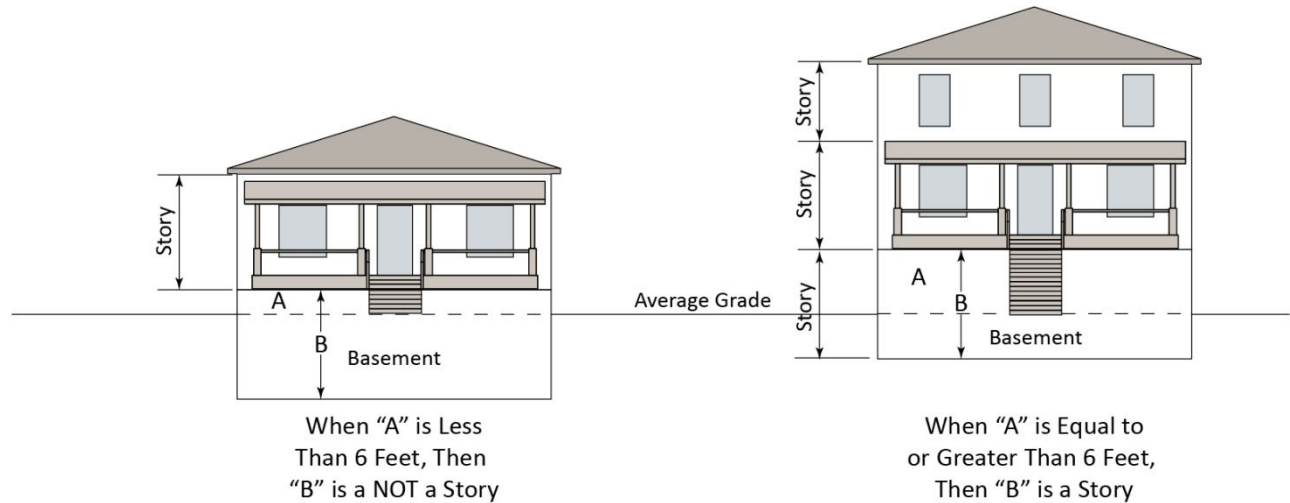 Story
A
B
Basement
When “A” is Less
Than 6 Feet, Then
“B” is a NOT a Story
Average Grade
Story
Story
Story
A
B
Basement
When “A” is Equal to
or Greater Than 6 Feet,
Then “B” is a Story